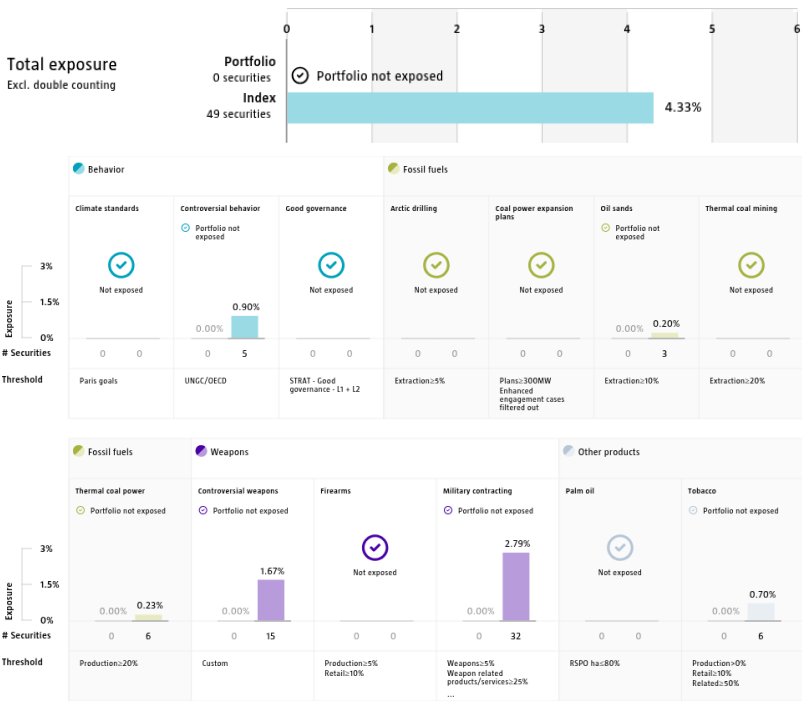 0 1 2 3 4 5 6
Total exposure
Excl. double counting
Portfolio
0 securities
Portfolio not exposed
Index
49 securities
4.33%
Behavior
Fossil fuels
Climate standards
Controversial behavior
Good governance
Arctic drilling
Coal power expansion
plans
Oil sands
Thermal coal mining
Portfolio not
exposed
Portfolio not
exposed
Not exposed
Not exposed
Not exposed
Not exposed
Not exposed
Exposure
3%
1.5%
0%
0.00% 0.90%
0.00% 0.20%
# Securities 0 0 0 5 0 0 0 0 0 0 0 3 0 0
Threshold
Paris goals
UNGC/OECD
STRAT - Good
governance - L1 + L2
Extraction≥5%
Plans≥300MW
Enhanced
engagement cases
filtered out
Extraction≥10%
Extraction≥20%
Fossil fuels
Weapons
Other products
Thermal coal power
Controversial weapons
Firearms
Military contracting
Palm oil
Tobacco
Portfolio not exposed
Portfolio not exposed
Portfolio not exposed
Portfolio not exposed
Not exposed
Not exposed
Exposure
3%
1.5%
0%
0.00% 0.23%
0.00% 1.67%
0.00% 2.79%
0.00% 0.70%
# Securities 0 6 0 15 0 0 0 32 0 0 0 6
Threshold
Production≥20%
Custom
Production≥5%
Retail≥10%
Weapons≥5%
Weapon related
products/services≥25%
...
RSPO ha≤80%
Production>0%
Retail≥10%
Related≥50%